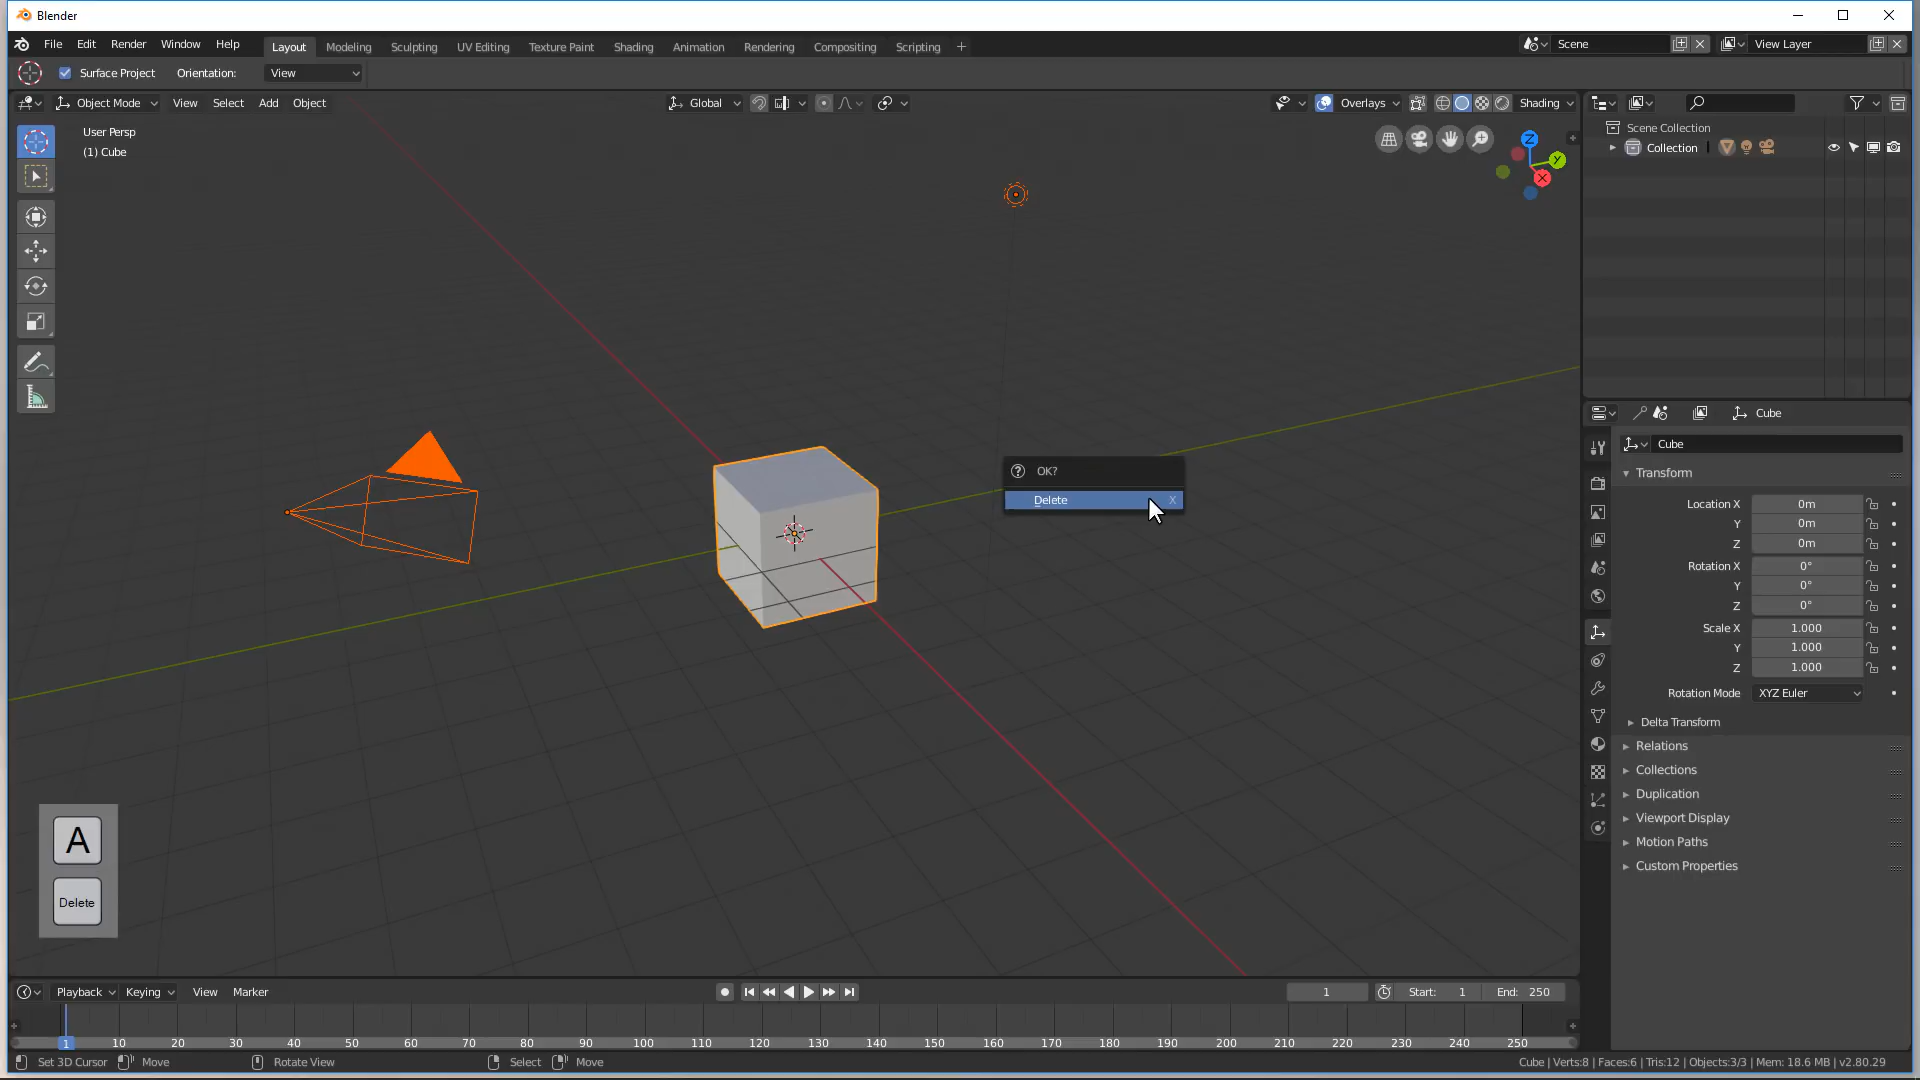 Blender
File Edit Render Window Help Layout Modeling Sculpting UV Editing Texture Paint Shading Animation Rendering Compositing Scripting + Scene View Layer
Surface Project Orientation: View
Object Mode View Select Add Object Global Overlays Shading
User Persp
(1) Cube
Z
Y
X
Scene Collection
Collection
OK?
Delete X
Cube
Cube
Transform
Location X 0m
Y 0m
Z 0m
Rotation X 0°
Y 0°
Z 0°
Scale X 1.000
Y 1.000
Z 1.000
Rotation Mode XYZ Euler
Delta Transform
Relations
Collections
Duplication
Viewport Display
Motion Paths
Custom Properties
A
Delete
Playback Keying View Marker 1 Start: 1 End: 250
1 10 20 30 40 50 60 70 80 90 100 110 120 130 140 150 160 170 180 190 200 210 220 230 240 250
Set 3D Cursor Move Rotate View Select Move Cube | Verts:8 | Faces:6 | Tris:12 | Objects:3/3 | Mem: 18.6 MB | v2.80.29